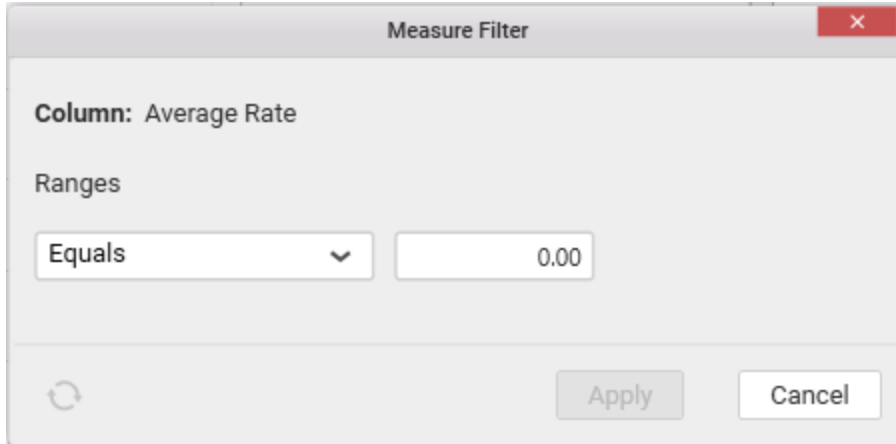 Measure Filter
Column: Average Rate
Ranges
Equals 0.00
Apply Cancel